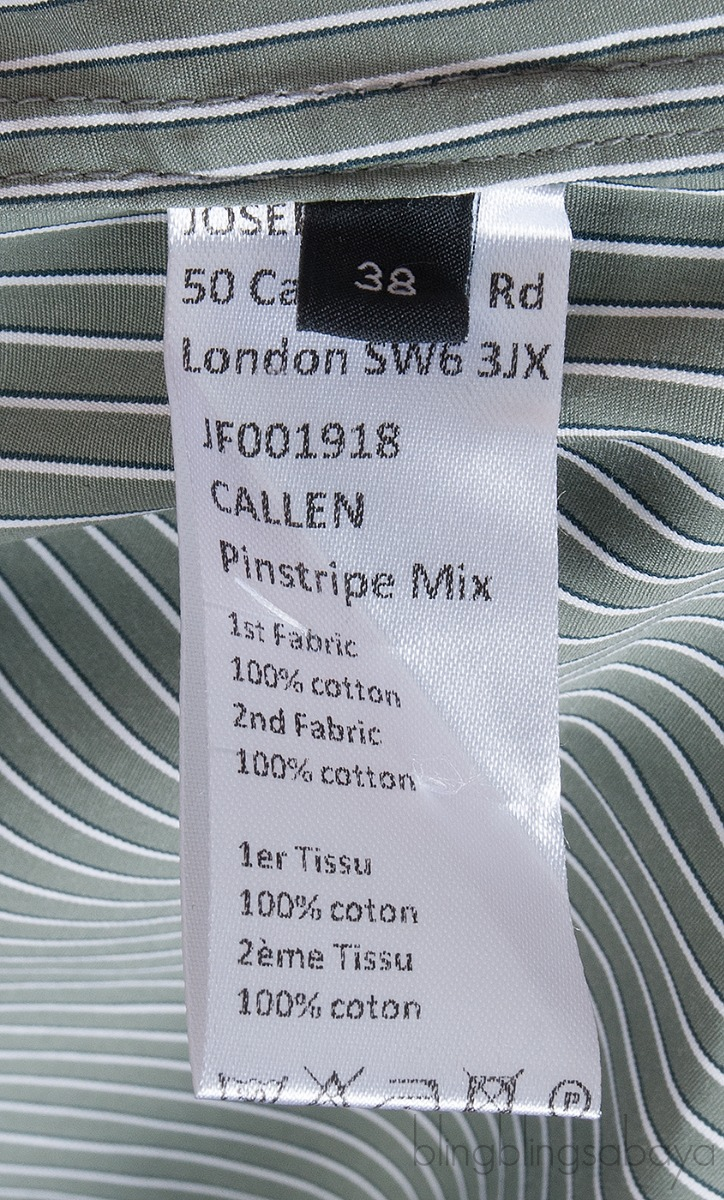 38
50 Ca Rd
London SW6 3JX
JF001918
CALLEN
Pinstripe Mix
1st Fabric
100% cotton
2nd Fabric
100% cotton
1er Tissu
100% coton
2ème Tissu
100% coton
P
blingblingsabaya